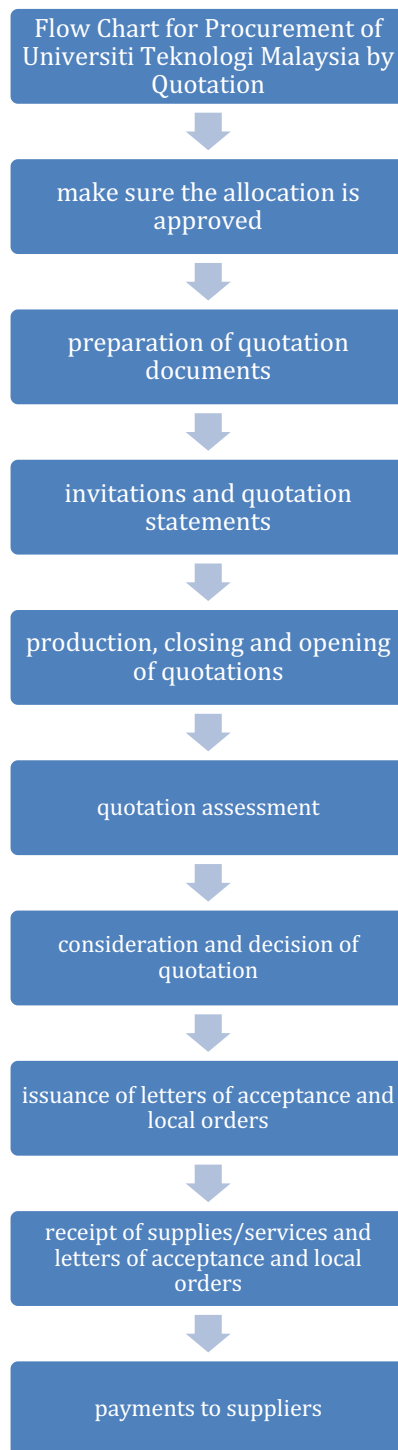 Flow Chart for Procurement of
Universiti Teknologi Malaysia by
Quotation
make sure the allocation is
approved
preparation of quotation
documents
invitations and quotation
statements
production, closing and opening
of quotations
quotation assessment
consideration and decision of
quotation
issuance of letters of acceptance and
local orders
receipt of supplies/services and
letters of acceptance and local
orders
payments to suppliers